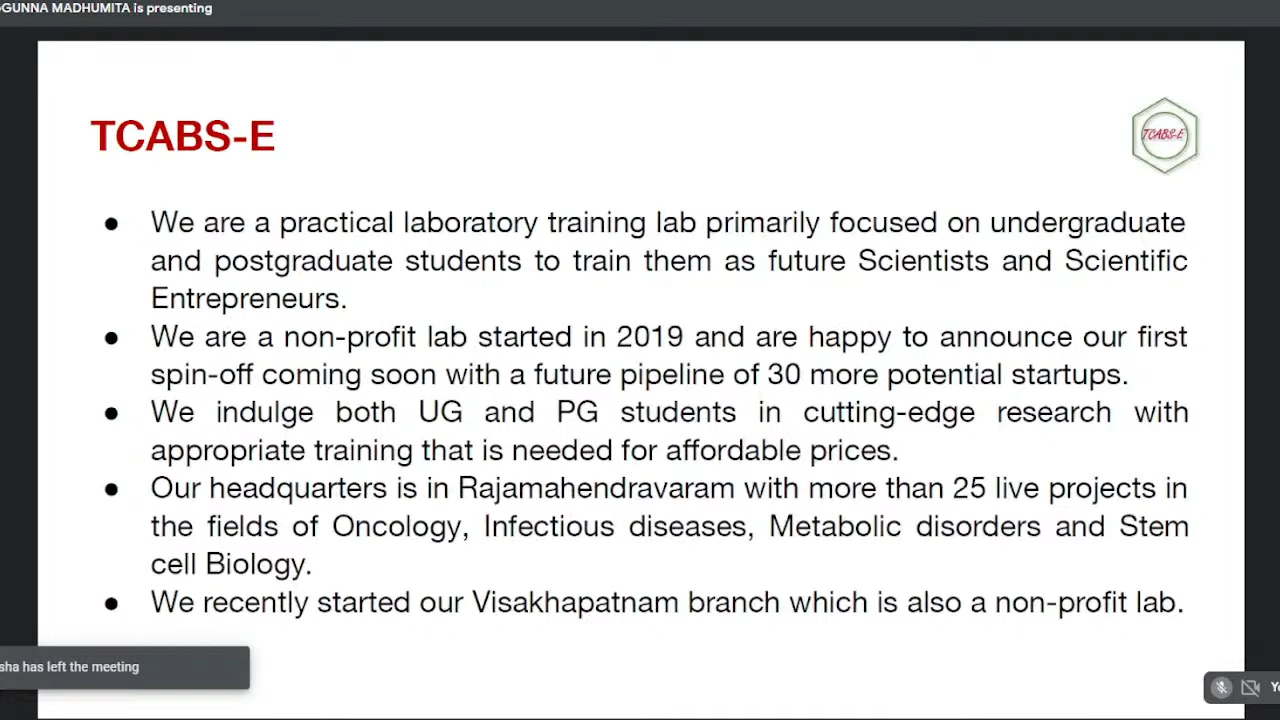 GUNNA MADHUMITA is presenting
TCABS-E
TCABS-E
● We are a practical laboratory training lab primarily focused on undergraduate
and postgraduate students to train them as future Scientists and Scientific
Entrepreneurs.
● We are a non-profit lab started in 2019 and are happy to announce our first
spin-off coming soon with a future pipeline of 30 more potential startups.
● We indulge both UG and PG students in cutting-edge research with
appropriate training that is needed for affordable prices.
● Our headquarters is in Rajamahendravaram with more than 25 live projects in
the fields of Oncology, Infectious diseases, Metabolic disorders and Stem
cell Biology.
● We recently started our Visakhapatnam branch which is also a non-profit lab.
sha has left the meeting